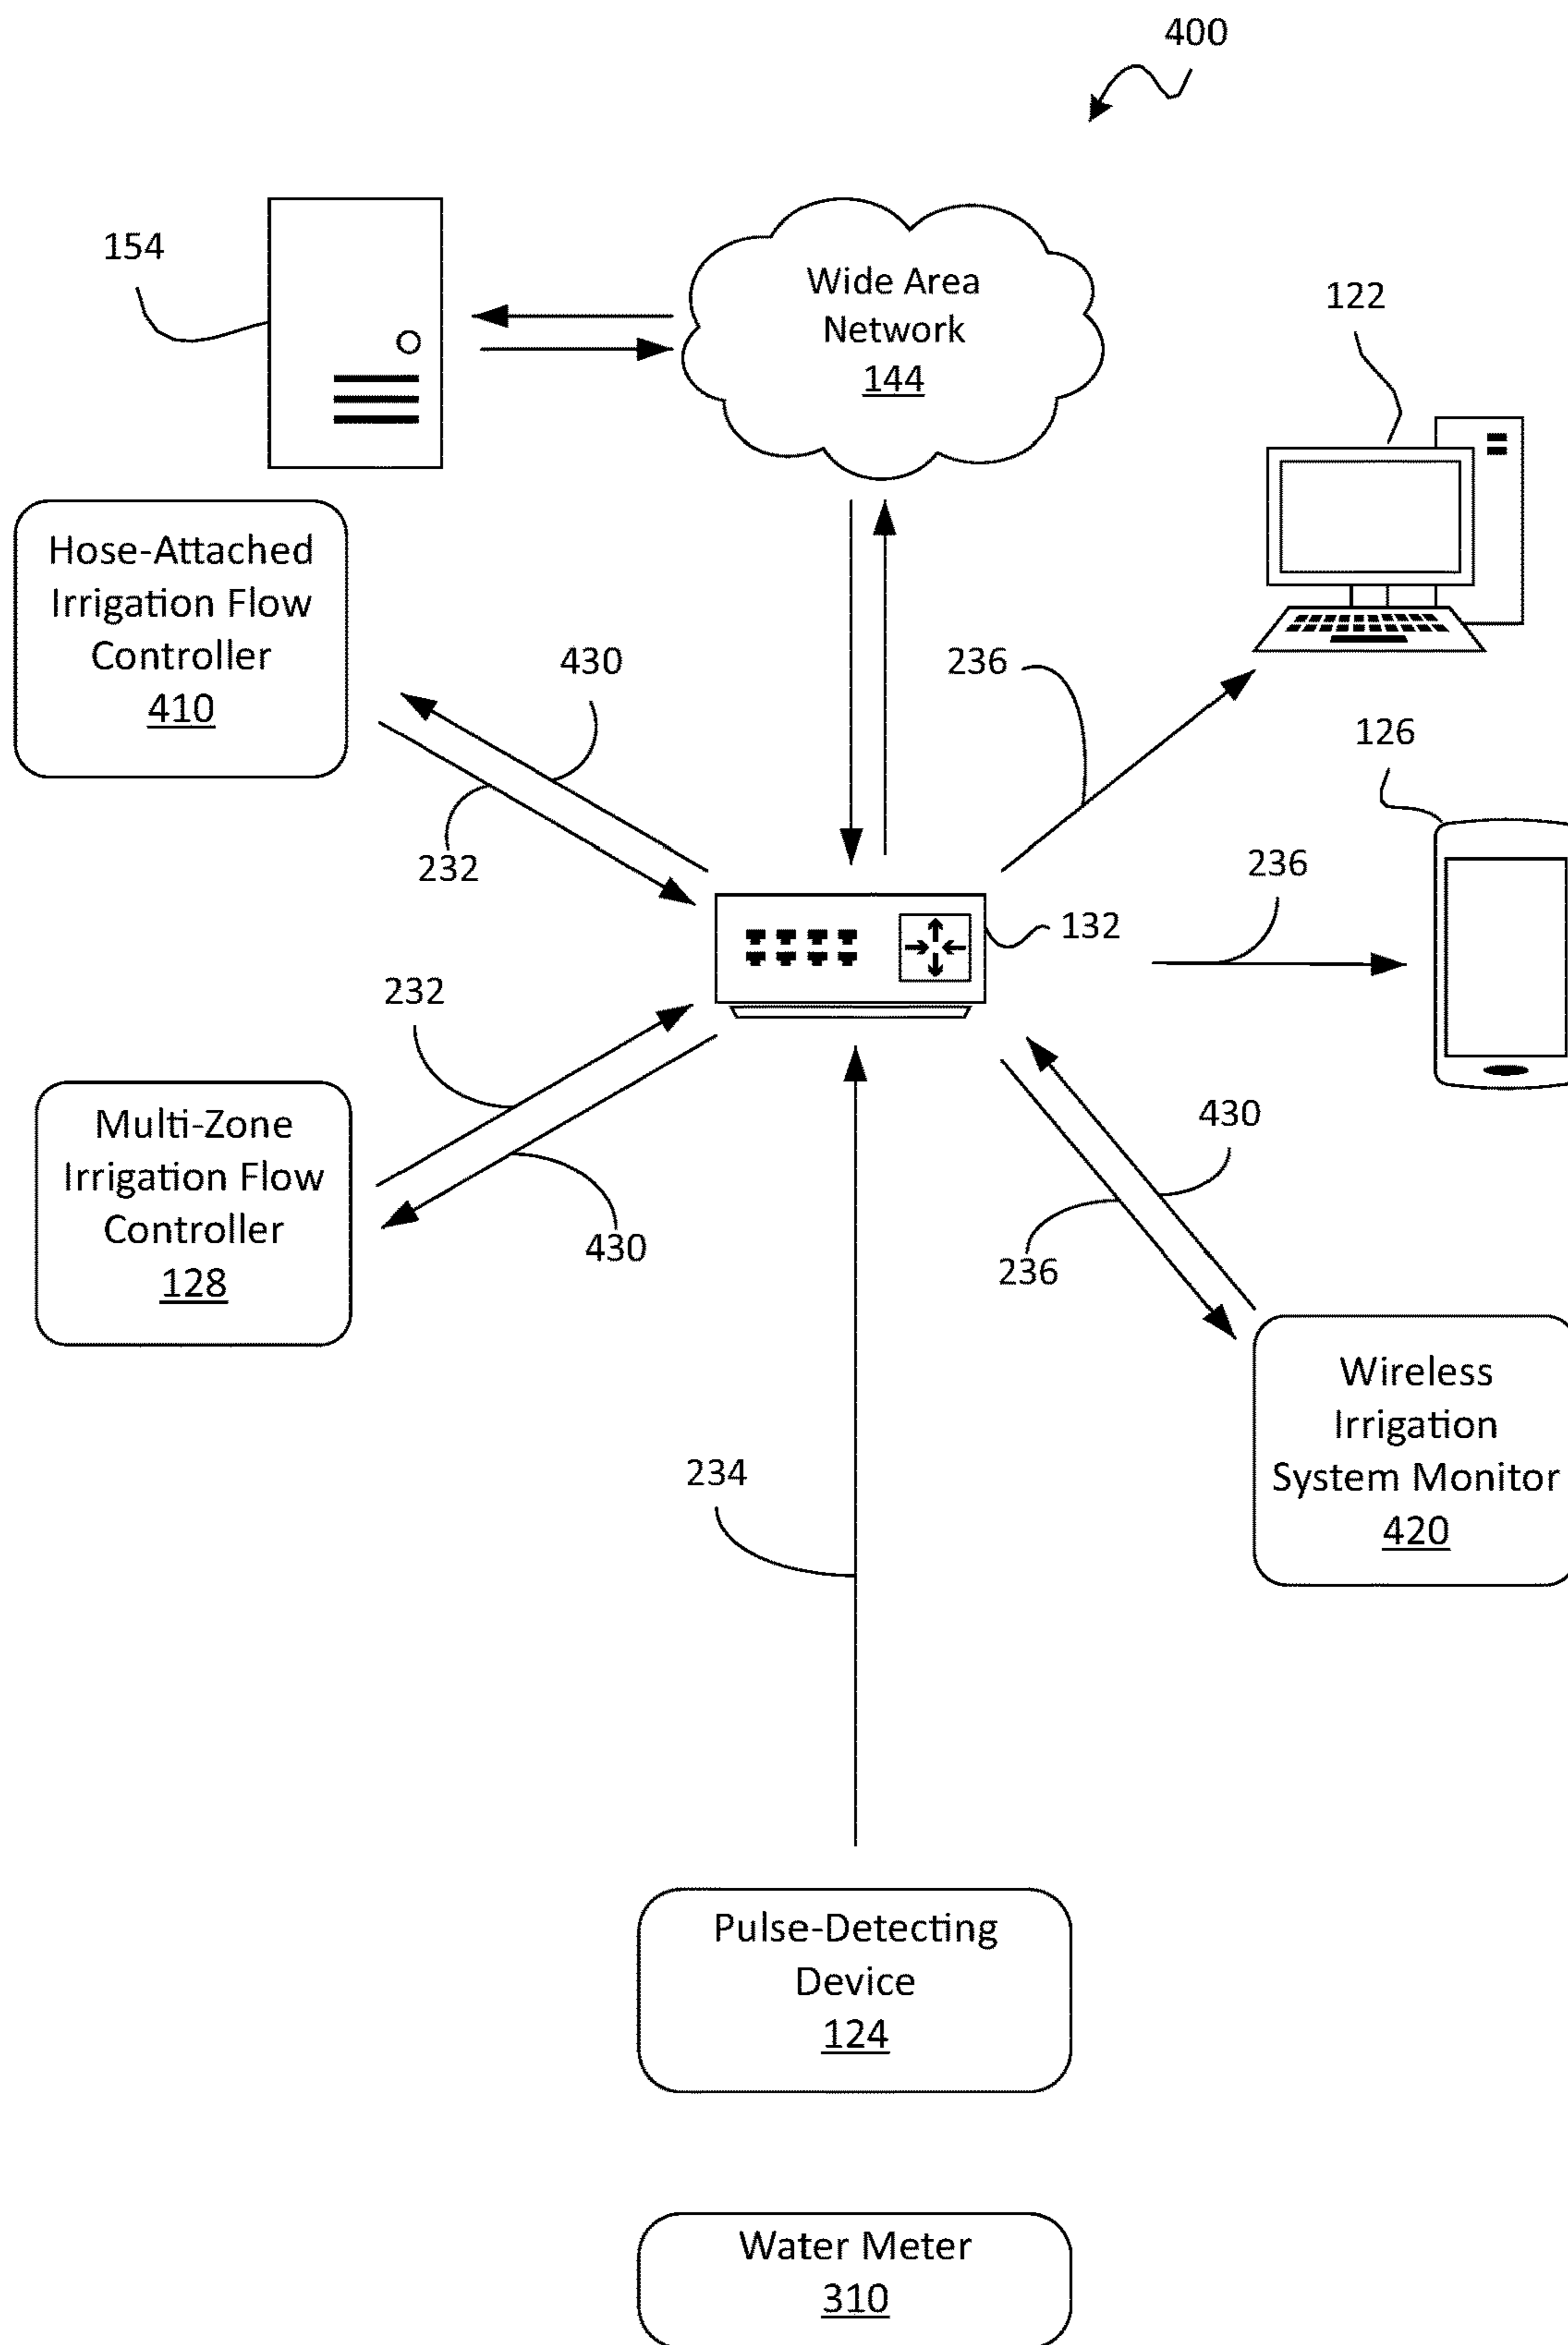 400
154
Wide Area
Network
144
122
Hose-Attached
Irrigation Flow
Controller
410
430
236
126
232
236
132
232
Multi-Zone
Irrigation Flow
Controller
128
430
430
236
Wireless
Irrigation
System Monitor
420
234
Pulse-Detecting
Device
124
Water Meter
310